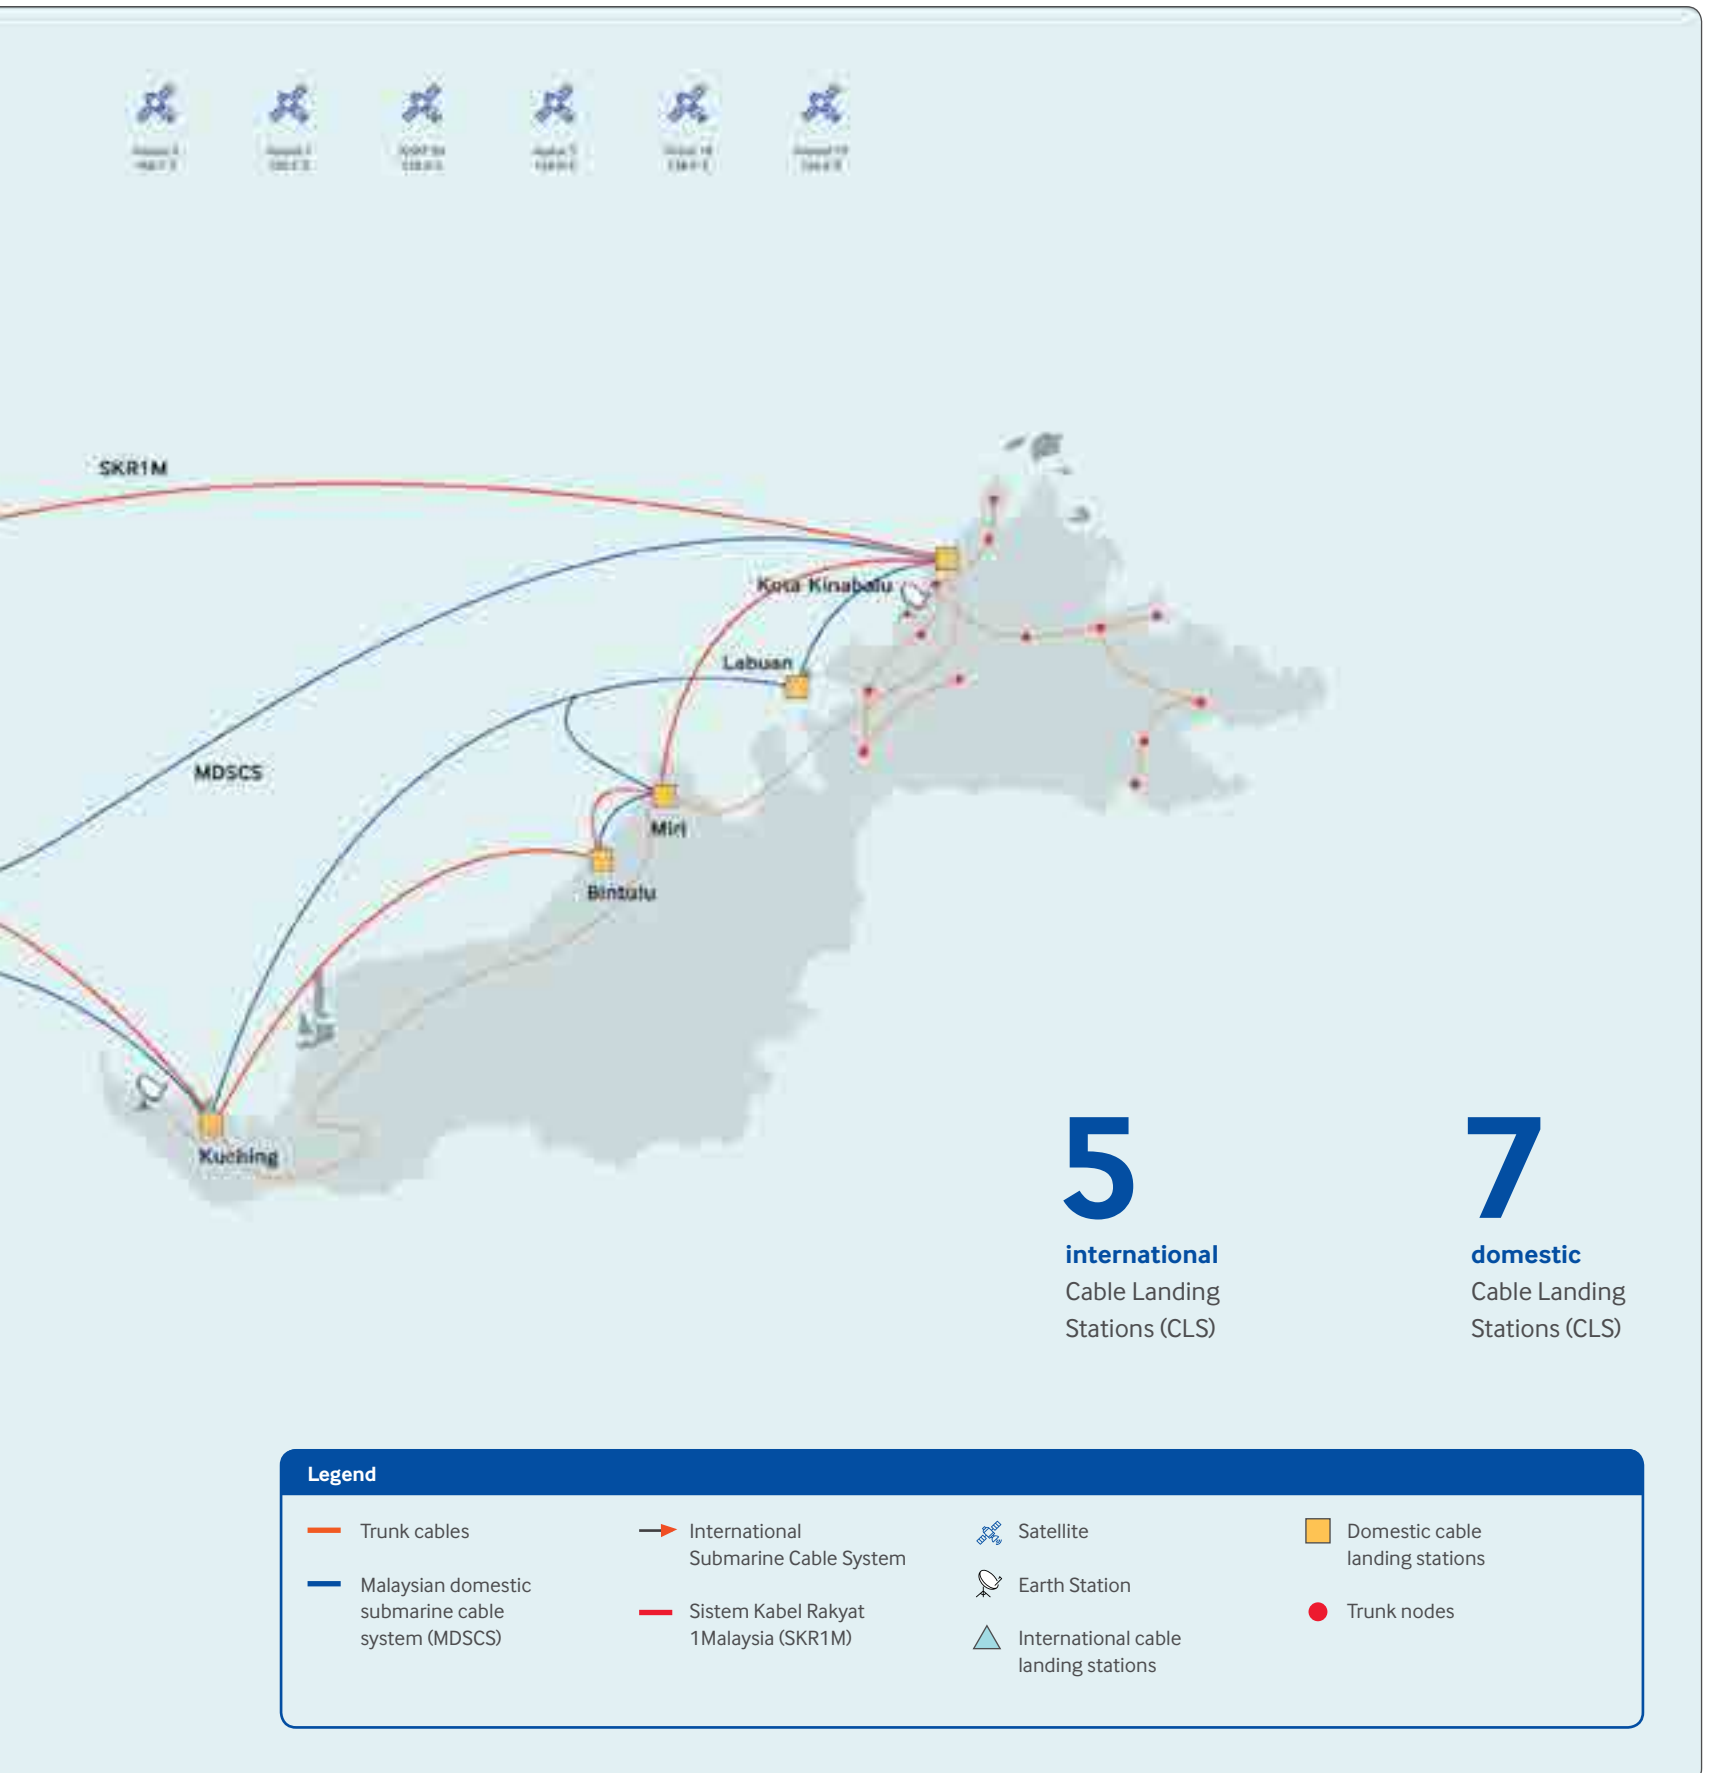 SKR1M
Kota Kinabalu
Labuan
MDSCS
Miri
Bintulu
Kuching
5
international
Cable Landing
Stations (CLS)
7
domestic
Cable Landing
Stations (CLS)
Legend
Trunk cables
Malaysian domestic
submarine cable
system (MDSCS)
International
Submarine Cable System
Sistem Kabel Rakyat
1Malaysia (SKR1M)
Satellite
Earth Station
International cable
landing stations
Domestic cable
landing stations
Trunk nodes